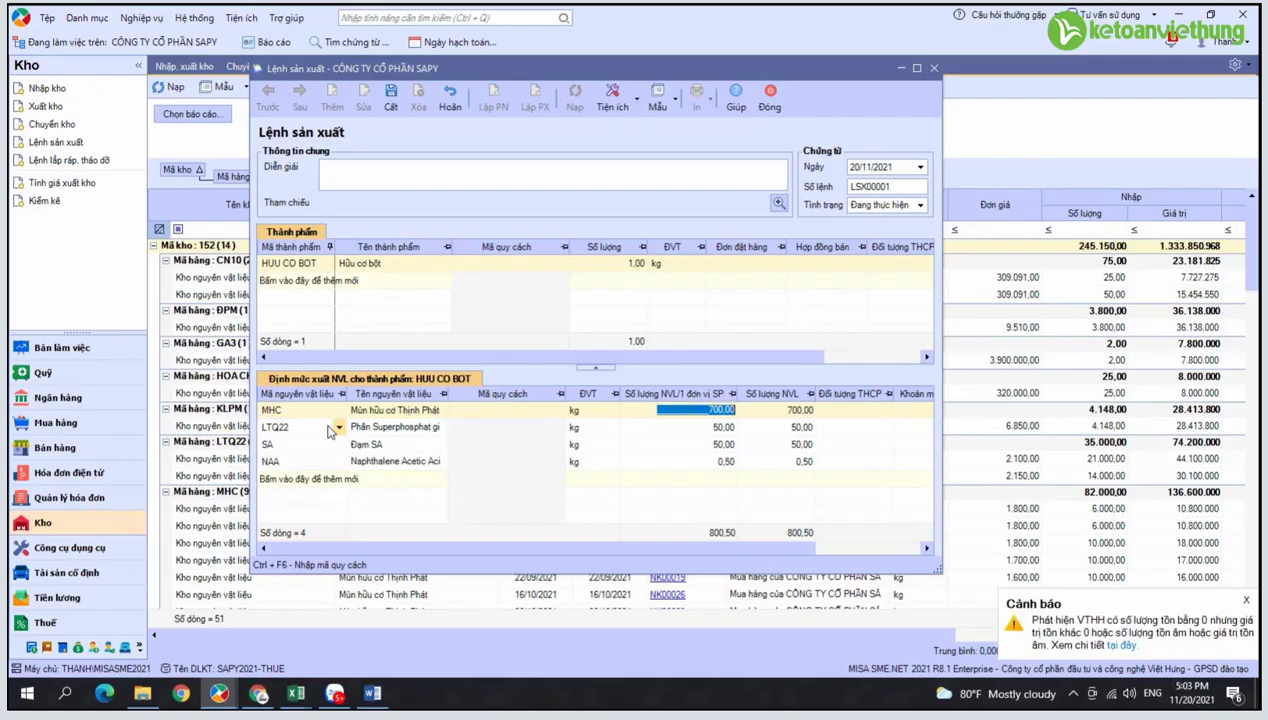 Tệp Danh mục Nghiệp vụ Hệ thống Tiện ích Trợ giúp Nhập tính năng cần tìm kiếm (Ctrl + Q) Câu hỏi thường gặp Tư vấn sử dụng
ketoanviethung
Đang làm việc trên: CÔNG TY CỔ PHẦN SAPY Báo cáo Tìm chứng từ ... Ngày hạch toán...
Kho «
Nhập kho
Xuất kho
Chuyển kho
Lệnh sản xuất
Lệnh lắp ráp, tháo dỡ
Tính giá xuất kho
Kiểm kê
Bàn làm việc
Quỹ
Ngân hàng
Mua hàng
Bán hàng
Hóa đơn điện tử
Quản lý hóa đơn
Kho
Công cụ dụng cụ
Tài sản cố định
Tiền lương
Thuế
Nhập, xuất kho
Nạp Mẫu
Chọn báo cáo...
Mã kho Mã hàng
Lệnh sản xuất - CÔNG TY CỔ PHẦN SAPY
Trước Sau Thêm Sửa Cất Xóa Hoãn Lập PN Lập PX Nạp Tiện ích Mẫu In Giúp Đóng
Lệnh sản xuất
Thông tin chung
Diễn giải
Tham chiếu
Chứng từ
Ngày 20/11/2021
Số lệnh LSX00001
Tình trạng Đang thực hiện
Thành phẩm
Mã thành phẩm Tên thành phẩm Mã quy cách Số lượng ĐVT Đơn đặt hàng Hợp đồng bán Đối tượng THCP
HUU CO BOT Hữu cơ bột 1,00 kg
Bấm vào đây để thêm mới
Số dòng = 1 1,00
Định mức xuất NVL cho thành phẩm: HUU CO BOT
Mã nguyên vật liệu Tên nguyên vật liệu Mã quy cách ĐVT Số lượng NVL/1 đơn vị SP Số lượng NVL Đối tượng THCP Khoản m
MHC Mùn hữu cơ Thịnh Phát kg 700,00 700,00
LTQ22 Phân Superphosphat gi kg 50,00 50,00
SA Đạm SA kg 50,00 50,00
NAA Naphthalene Acetic Aci kg 0,50 0,50
Bấm vào đây để thêm mới
Số dòng = 4 800,50 800,50
Ctrl + F6 - Nhập mã quy cách
Đơn giá Nhập
Số lượng Giá trị
≤ ≤ ≤
Mã kho : 152 (14 ) 245.150,00 1.333.850.968
Mã hàng : CN10 (2 75,00 23.181.825
Kho nguyên vật liệu 309.091,00 25,00 7.727.275
Kho nguyên vật liệu 309.091,00 50,00 15.454.550
Mã hàng : ĐPM (1 3.800,00 36.138.000
Kho nguyên vật liệu 9.510,00 3.800,00 36.138.000
Mã hàng : GA3 (1 2,00 7.800.000
Kho nguyên vật liệu 3.900.000,00 2,00 7.800.000
Mã hàng : HOACH 25,00 8.000.000
Kho nguyên vật liệu 320.000,00 25,00 8.000.000
Mã hàng : KLPM (1 4.148,00 28.413.800
Kho nguyên vật liệu 6.850,00 4.148,00 28.413.800
Mã hàng : LTQ22 ( 35.000,00 74.200.000
Kho nguyên vật liệu 2.100,00 21.000,00 44.100.000
Kho nguyên vật liệu 2.150,00 14.000,00 30.100.000
Mã hàng : MHC (9 82.000,00 136.600.000
Kho nguyên vật liệu 1.800,00 6.000,00 10.800.000
Kho nguyên vật liệu 1.800,00 6.000,00 10.800.000
Kho nguyên vật liệu 1.800,00 10.000,00 18.000.000
Kho nguyên vật liệu 1.700,00 10.000,00 17.000.000
Kho nguyên vật liệu Mùn hữu cơ Thịnh Phát 22/09/2021 22/09/2021 NK00019 Mua hàng của CÔNG TY CỔ PHẦN SA kg 1.600,00 10.000,00 16.000.000
Kho nguyên vật liệu Mùn hữu cơ Thịnh Phát 16/10/2021 16/10/2021 NK00026 Mua hàng của CÔNG TY CỔ PHẦN SA kg
Số dòng = 51
Trung bình: 0,000
Cảnh báo X
Phát hiện VTHH có số lượng tồn bằng 0 nhưng giá
trị tồn khác 0 hoặc số lượng tồn âm hoặc giá trị tồn
âm. Xem chi tiết tại đây.
Máy chủ: THANH\MISASME2021 Tên DLKT: SAPY2021-THUE MISA SME.NET 2021 R8.1 Enterprise - Công ty cổ phần đầu tư và công nghệ Việt Hưng - GPSD đào tạo
80°F Mostly cloudy ENG 5:03 PM
11/20/2021